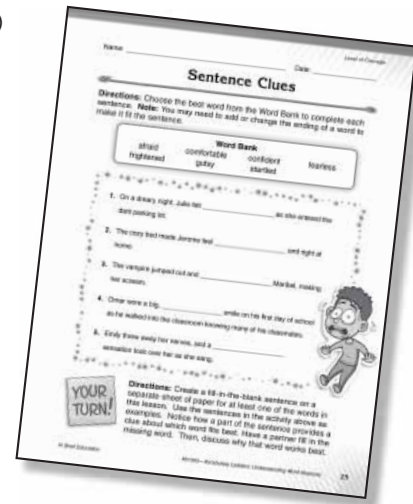 Name: Date:
Level of Courage
Sentence Clues
Directions: Choose the best word from the Word Bank to complete each
sentence. Note: You may need to add or change the ending of a word to
make it fit the sentence.
Word Bank
afraid comfortable confident fearless
frightened gutsy startled
1. On a dreary night, Julie felt as she entered the
dark parking lot.
2. The cozy bed made Jerome feel and right at
home.
3. The vampire jumped out and Maribel, making
her scream.
4. Omar wore a big, smile on his first day of school
as he walked into the classroom knowing many of his classmates.
5. Emily threw away her nerves, and a
sensation took over as she sang.
YOUR
TURN!
Directions: Create a fill-in-the-blank sentence on a
separate sheet of paper for at least one of the words in
this lesson. Use the sentences in the activity above as
examples. Notice how a part of the sentence provides a
clue about which word fits best. Have a partner fill in the
missing word. Then, discuss why that word works best.
© Shell Education
Vocabulary Ladders: Understanding Word Nuances
25